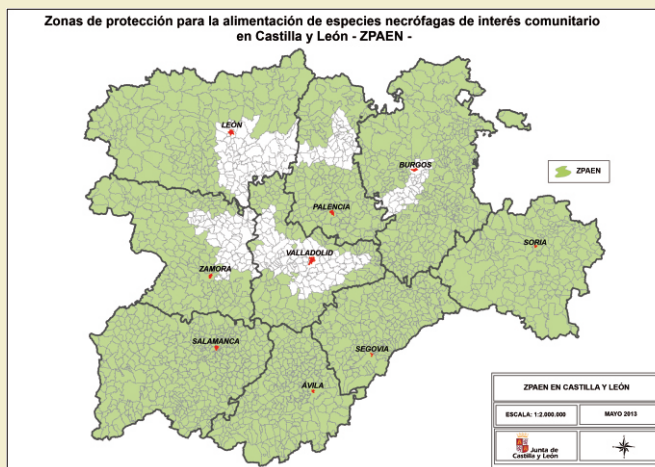 Zonas de protección para la alimentación de especies necrófagas de interés comunitario
en Castilla y León - ZPAEN -
LEÓN
BURGOS
ZPAEN
PALENCIA
SORIA
VALLADOLID
ZAMORA
SALAMANCA
SEGOVIA
ÁVILA
ZPAEN EN CASTILLA Y LEÓN
ESCALA: 1:2.000.000
MAYO 2013
Junta de
Castilla y León